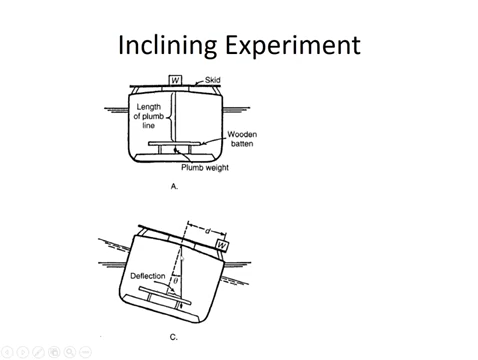 Inclining Experiment
W
Skid
Length
of plumb
line
Wooden
batten
Plumb weight
A.
d
W
Deflection
θ
C.